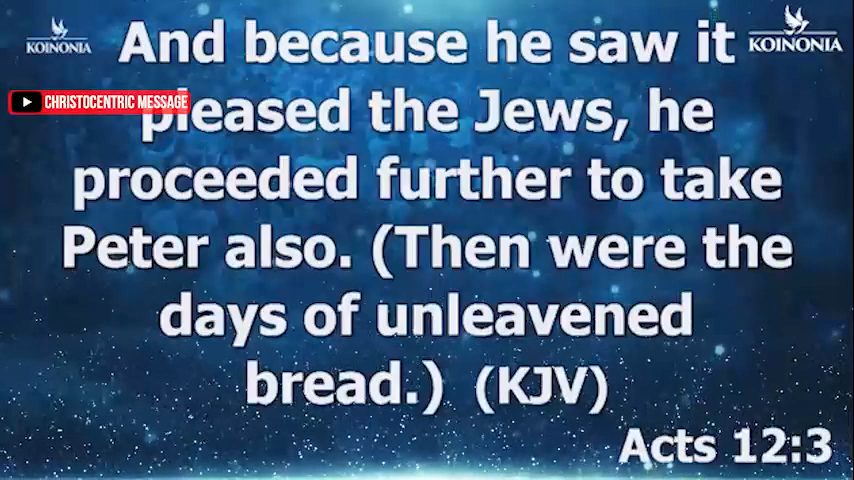 KOINONIA
KOINONIA
CHRISTOCENTRIC MESSAGE
And because he saw it
pleased the Jews, he
proceeded further to take
Peter also. (Then were the
days of unleavened
bread.) (KJV)
Acts 12:3